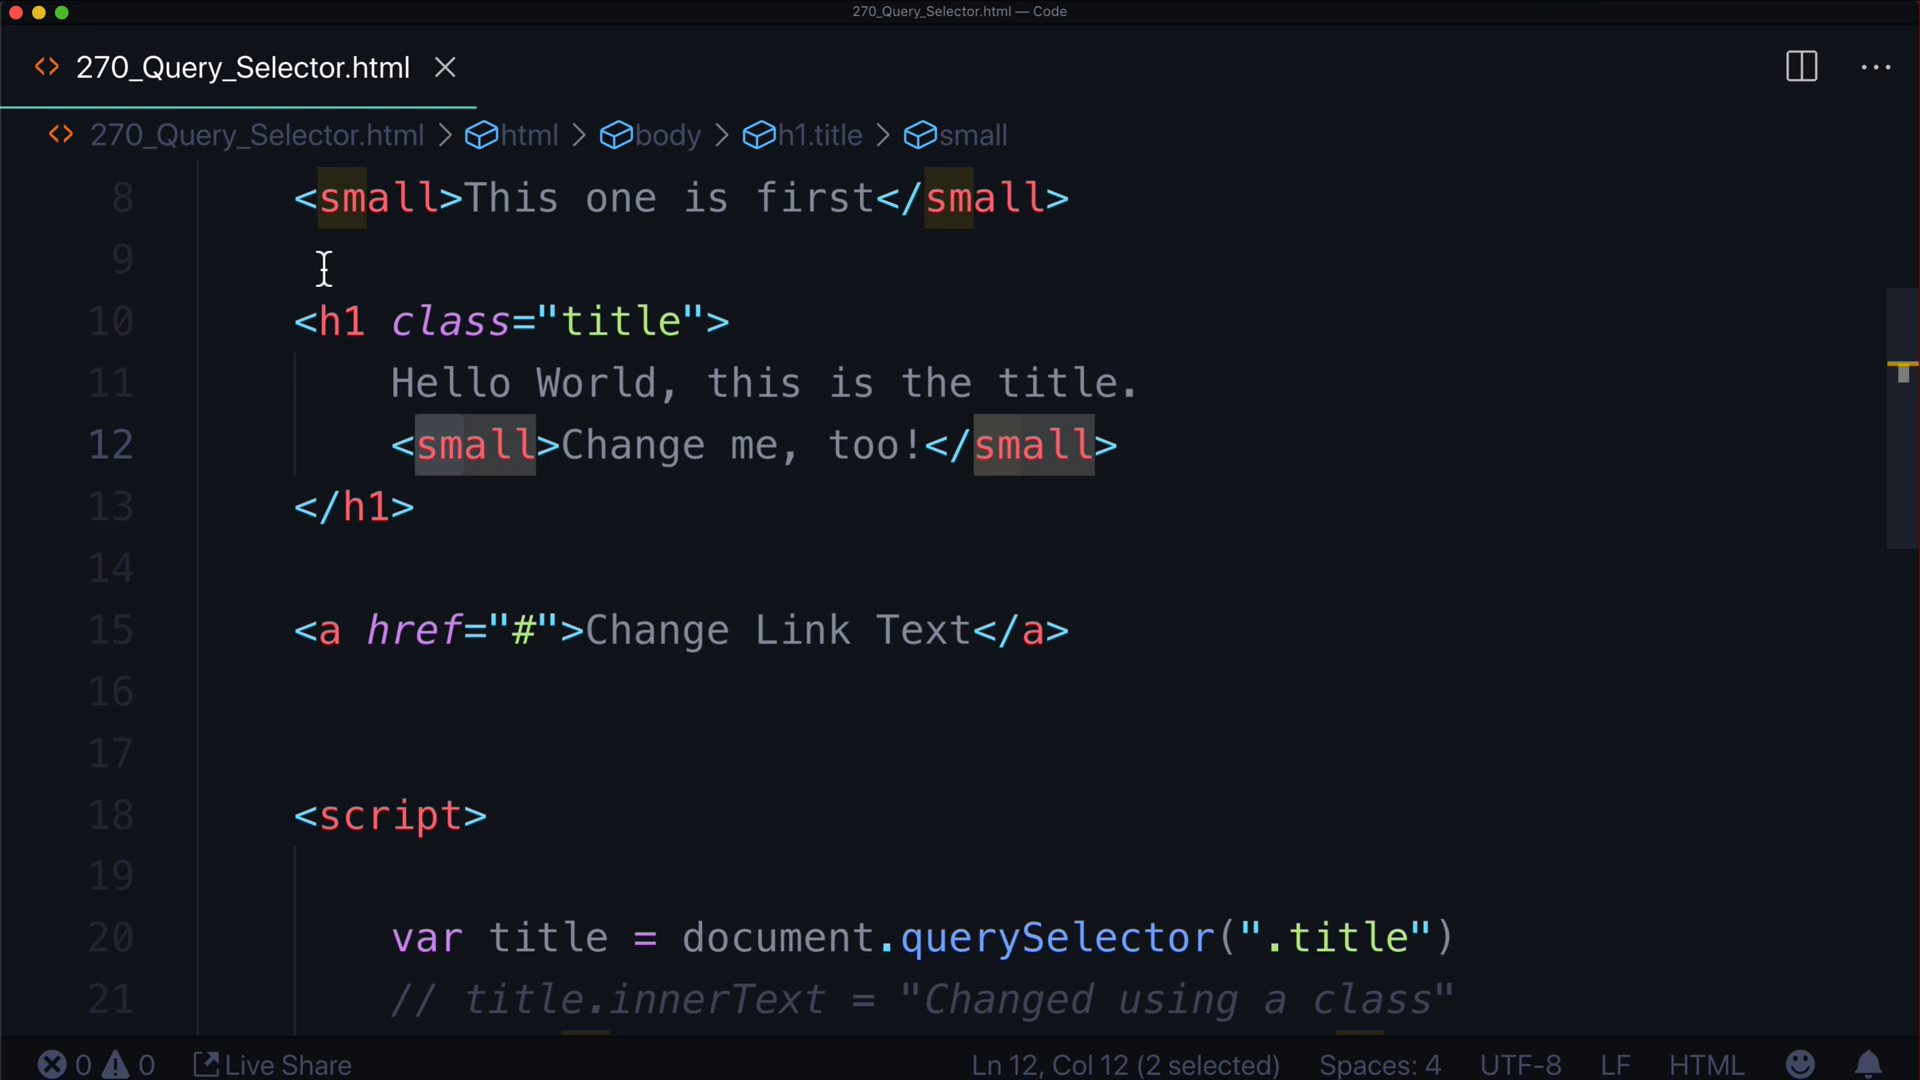 270_Query_Selector.html — Code
270_Query_Selector.html
270_Query_Selector.html > html > body > h1.title > small
8 <small>This one is first</small>
9
10 <h1 class="title">
11 Hello World, this is the title.
12 <small>Change me, too!</small>
13 </h1>
14
15 <a href="#">Change Link Text</a>
16
17
18 <script>
19
20 var title = document.querySelector(".title")
21 // title.innerText = "Changed using a class"
0 0 Live Share Ln 12, Col 12 (2 selected) Spaces: 4 UTF-8 LF HTML